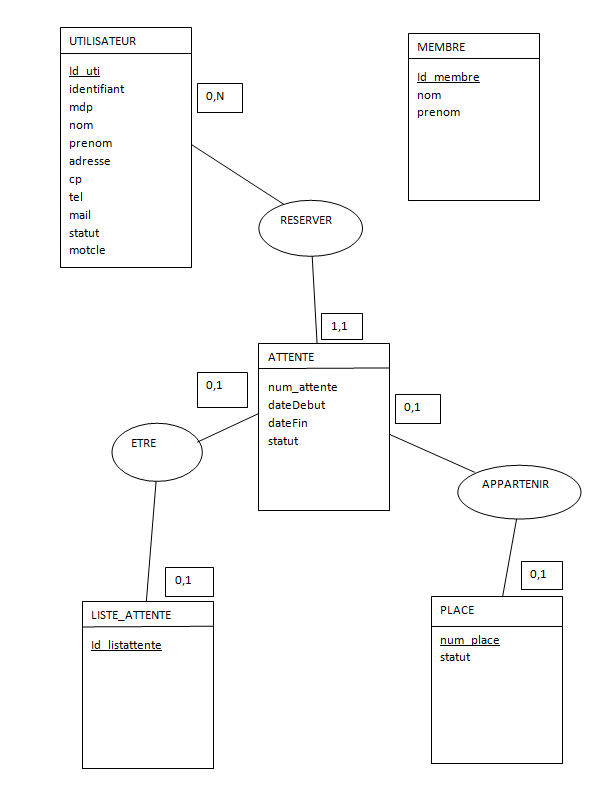 UTILISATEUR
Id_uti
identifiant
mdp
nom
prenom
adresse
cp
tel
mail
statut
motcle
0,N
MEMBRE
Id_membre
nom
prenom
RESERVER
1,1
ATTENTE
num_attente
dateDebut
dateFin
statut
0,1
0,1
ETRE
APPARTENIR
0,1
0,1
LISTE_ATTENTE
Id_listattente
PLACE
num_place
statut